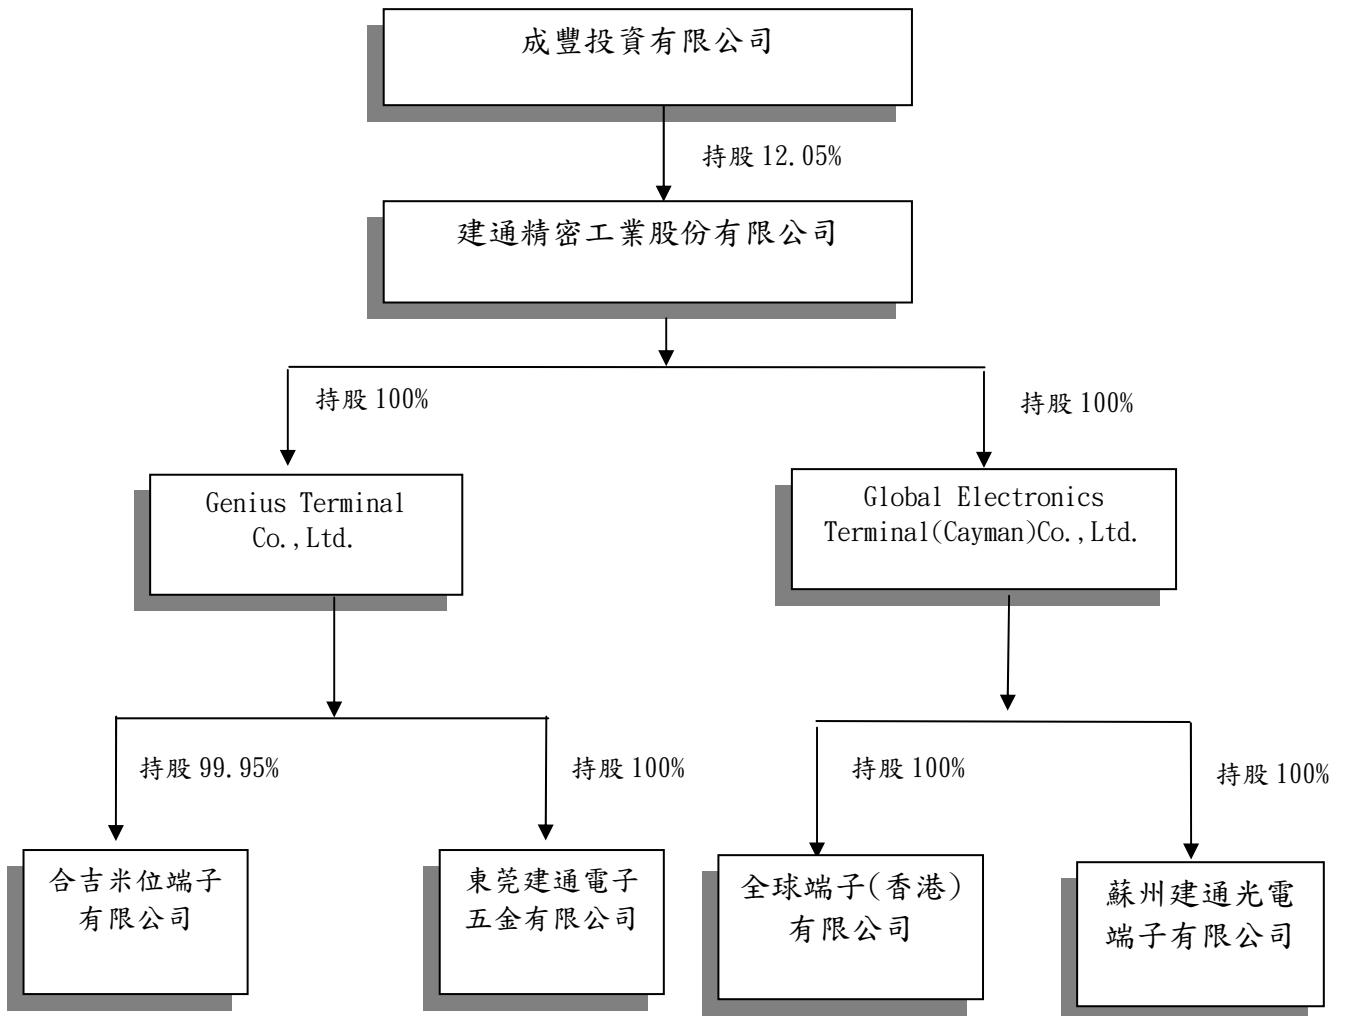 成豐投資有限公司
持股 12.05%
建通精密工業股份有限公司
持股 100%
持股 100%
Genius Terminal
Co.,Ltd.
Global Electronics
Terminal(Cayman)Co.,Ltd.
持股 99.95%
持股 100%
持股 100%
持股 100%
合吉米位端子
有限公司
東莞建通電子
五金有限公司
全球端子(香港)
有限公司
蘇州建通光電
端子有限公司